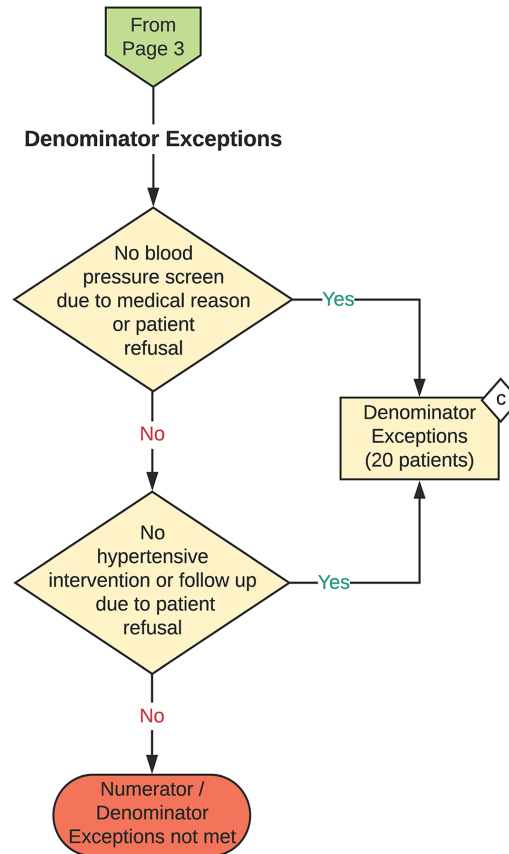 From
Page 3
Denominator Exceptions
No blood
pressure screen
due to medical reason
or patient
refusal
Yes
c
Denominator
Exceptions
(20 patients)
No
No
hypertensive
intervention or follow up
due to patient
refusal
Yes
No
Numerator /
Denominator
Exceptions not met